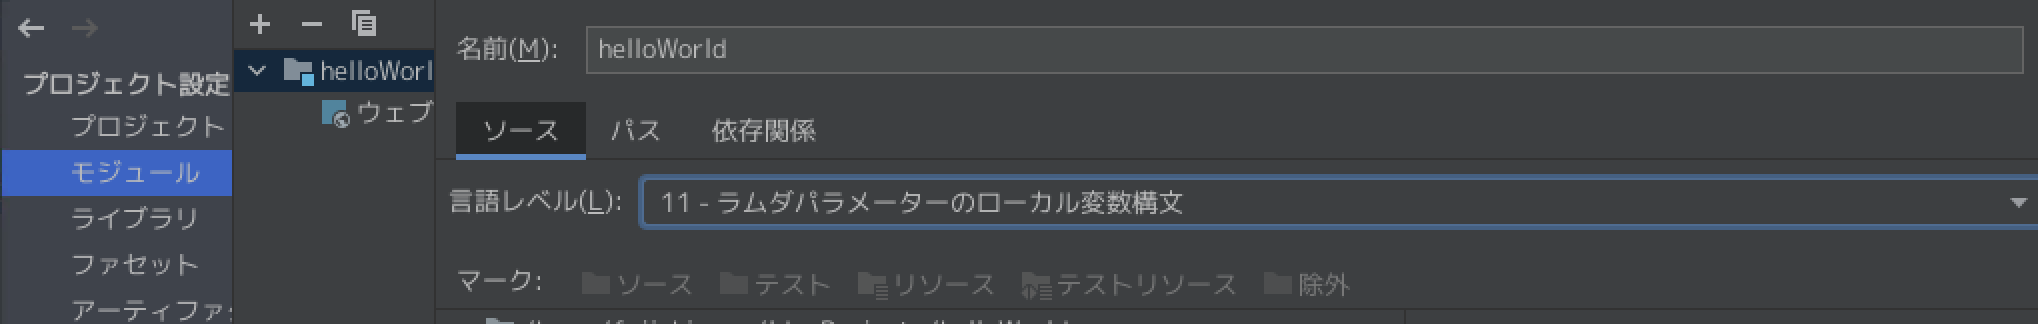 プロジェクト設定
プロジェクト
モジュール
ライブラリ
ファセット
アーティファ
helloWorl
ウェブ
名前(M): helloWorld
ソース パス 依存関係
言語レベル(L): 11 - ラムダパラメーターのローカル変数構文
マーク: ソース テスト リソース テストリソース 除外